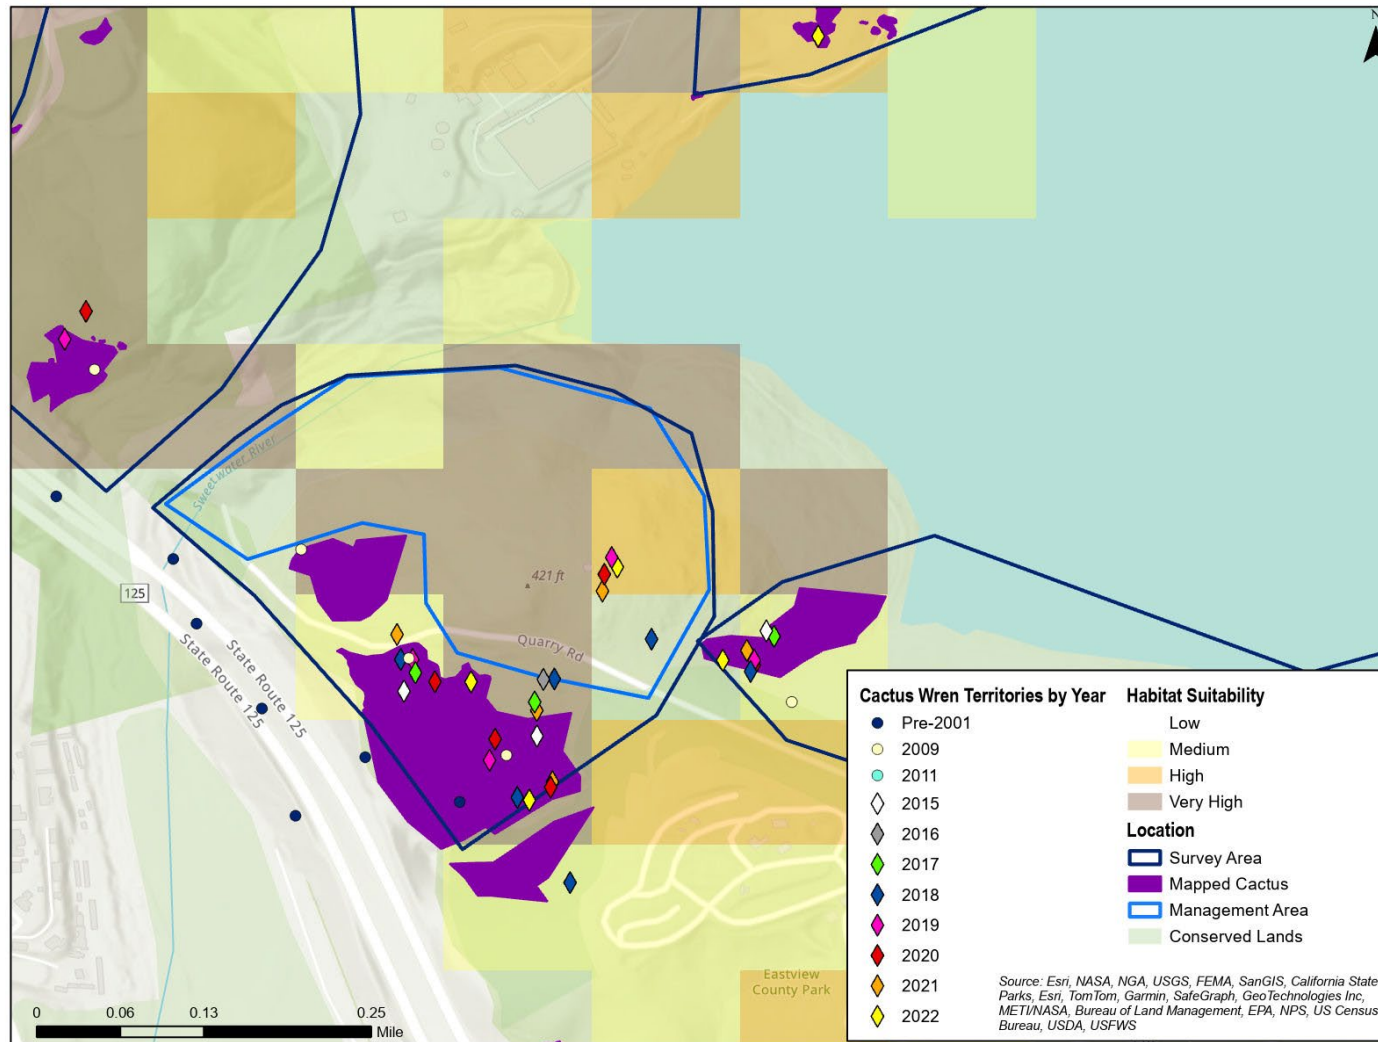 N
Sweetwater River
125
State Route 125
State Route 125
421 ft
Quarry Rd
Eastview
County Park
0 0.06 0.13 0.25
Mile
Cactus Wren Territories by Year
Pre-2001
2009
2011
2015
2016
2017
2018
2019
2020
2021
2022
Habitat Suitability
Low
Medium
High
Very High
Location
Survey Area
Mapped Cactus
Management Area
Conserved Lands
Source: Esri, NASA, NGA, USGS, FEMA, SanGIS, California State
Parks, Esri, TomTom, Garmin, SafeGraph, GeoTechnologies Inc,
METI/NASA, Bureau of Land Management, EPA, NPS, US Census
Bureau, USDA, USFWS